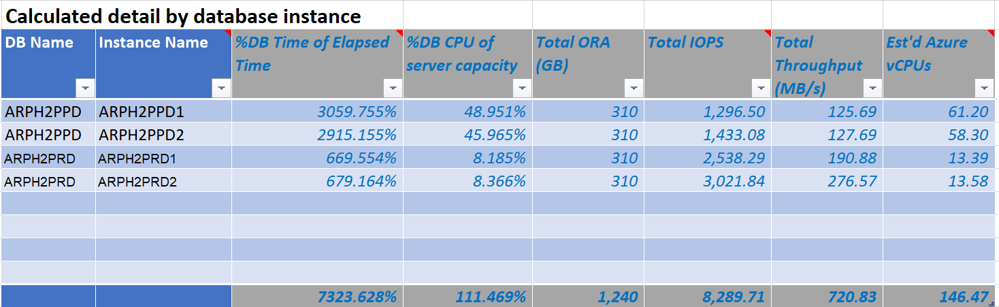 Calculated detail by database instance
DB Name Instance Name %DB Time of Elapsed Time %DB CPU of server capacity Total ORA (GB) Total IOPS Total Throughput (MB/s) Est'd Azure vCPUs
ARPH2PPD ARPH2PPD1 3059.755% 48.951% 310 1,296.50 125.69 61.20
ARPH2PPD ARPH2PPD2 2915.155% 45.965% 310 1,433.08 127.69 58.30
ARPH2PRD ARPH2PRD1 669.554% 8.185% 310 2,538.29 190.88 13.39
ARPH2PRD ARPH2PRD2 679.164% 8.366% 310 3,021.84 276.57 13.58
7323.628% 111.469% 1,240 8,289.71 720.83 146.47